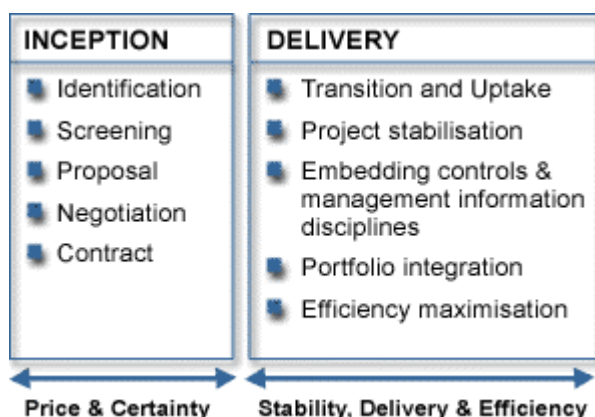 INCEPTION
Identification
Screening
Proposal
Negotiation
Contract
Price & Certainty
DELIVERY
Transition and Uptake
Project stabilisation
Embedding controls &
management information
disciplines
Portfolio integration
Efficiency maximisation
Stability, Delivery & Efficiency